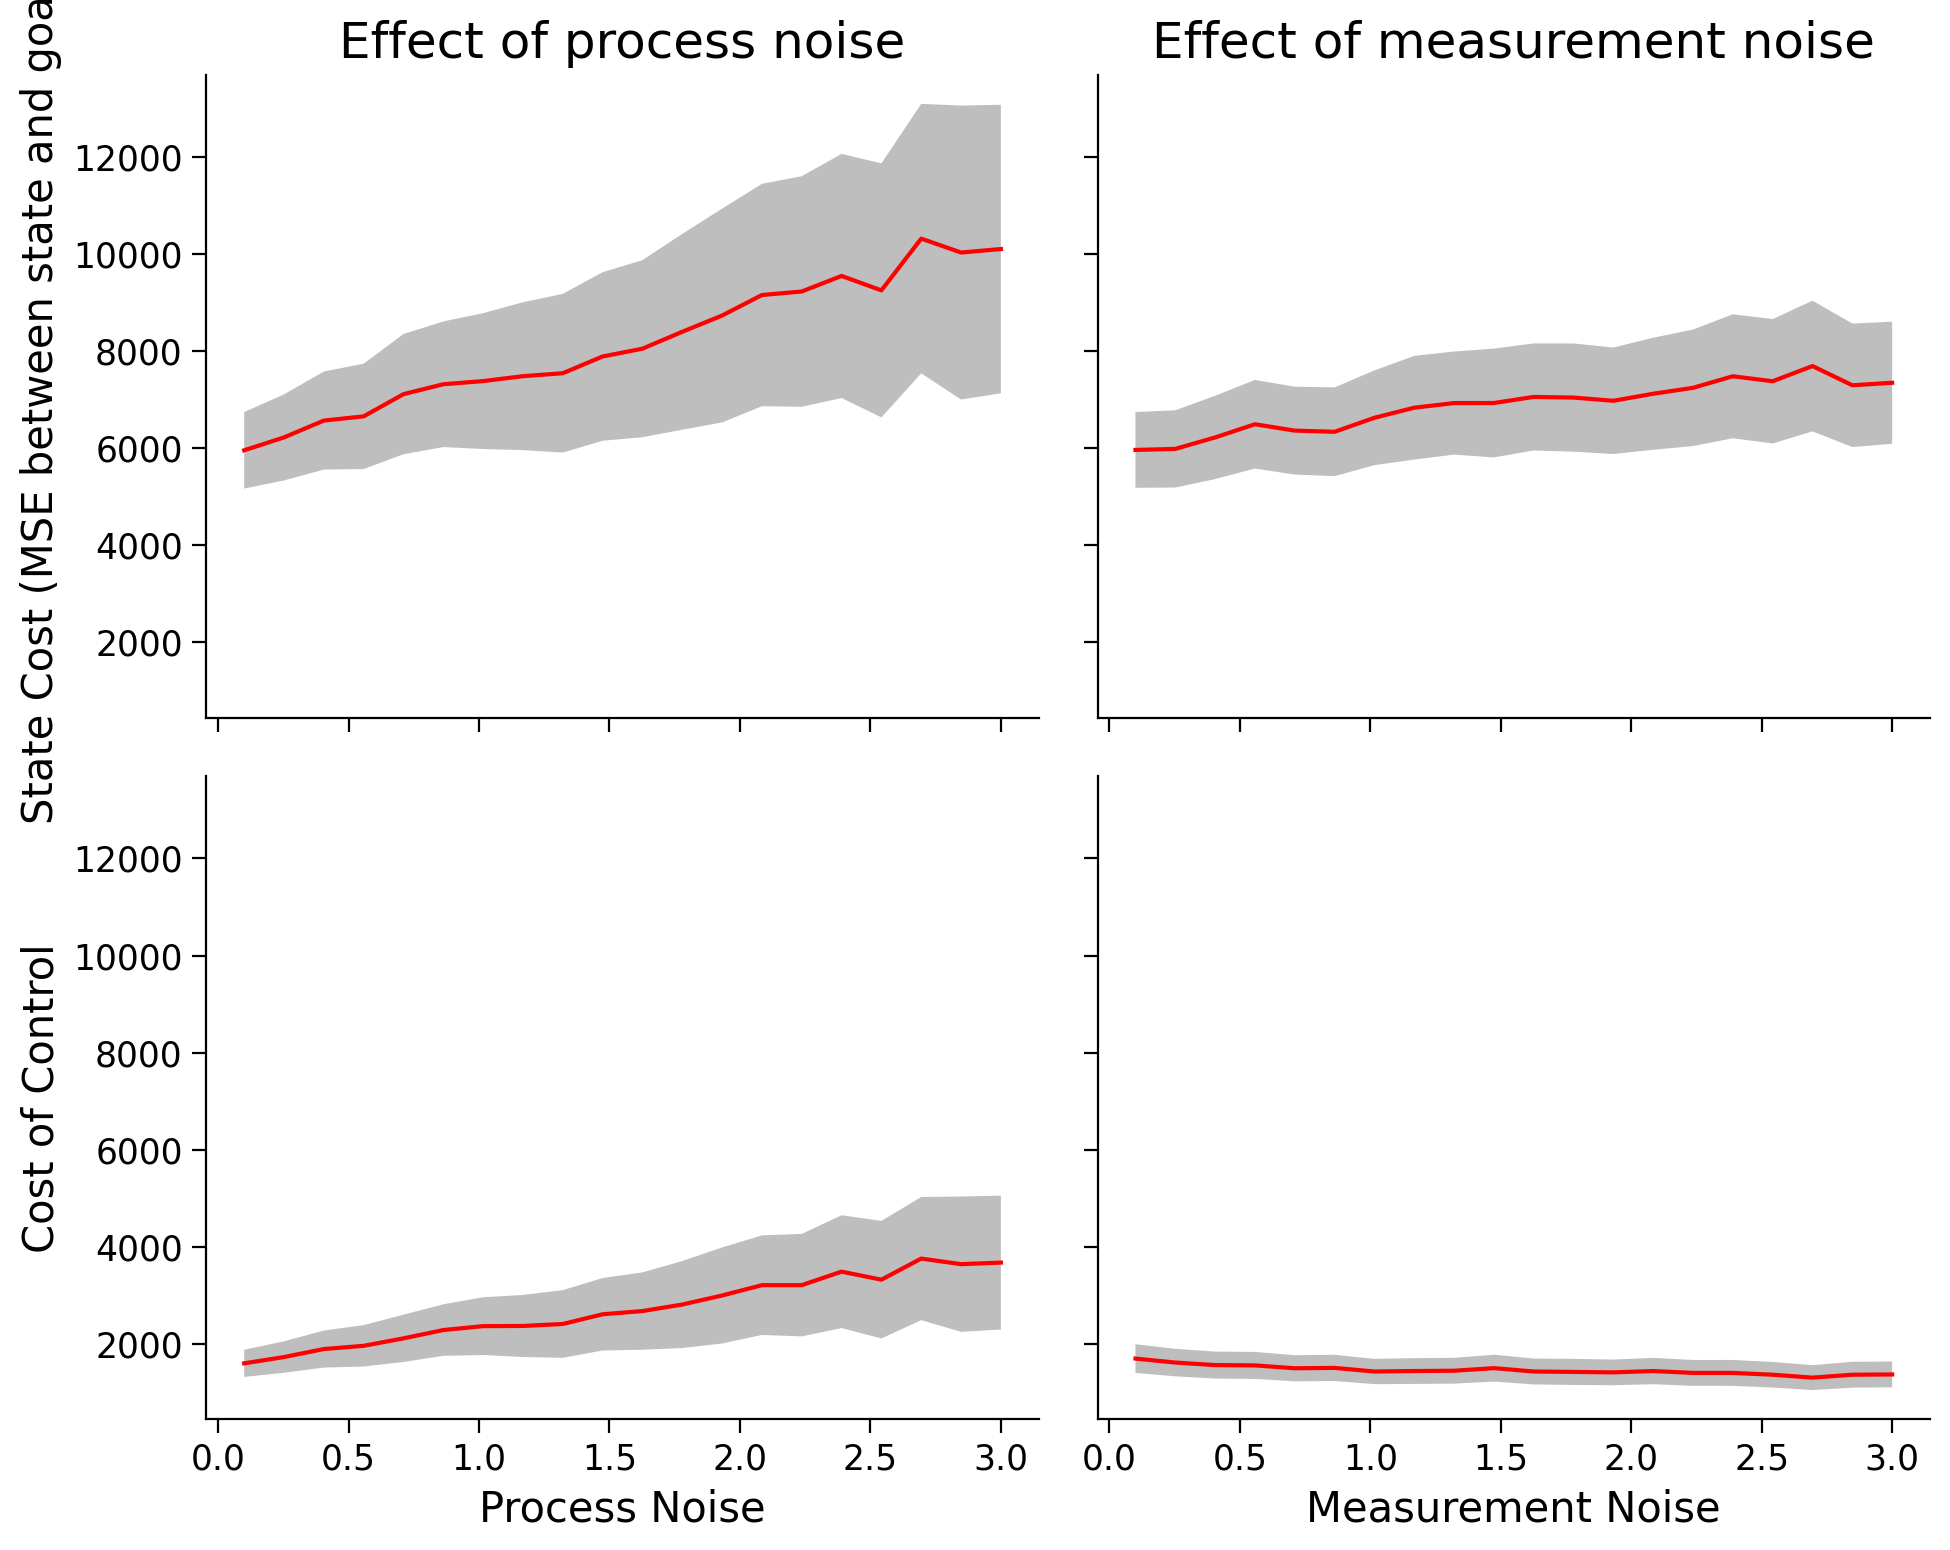 Effect of process noise
Effect of measurement noise
State Cost (MSE between state and
12000
10000
8000
6000
4000
2000
Cost of Control
12000
10000
8000
6000
4000
2000
0.0 0.5 1.0 1.5 2.0 2.5 3.0
0.0 0.5 1.0 1.5 2.0 2.5 3.0
Process Noise
Measurement Noise